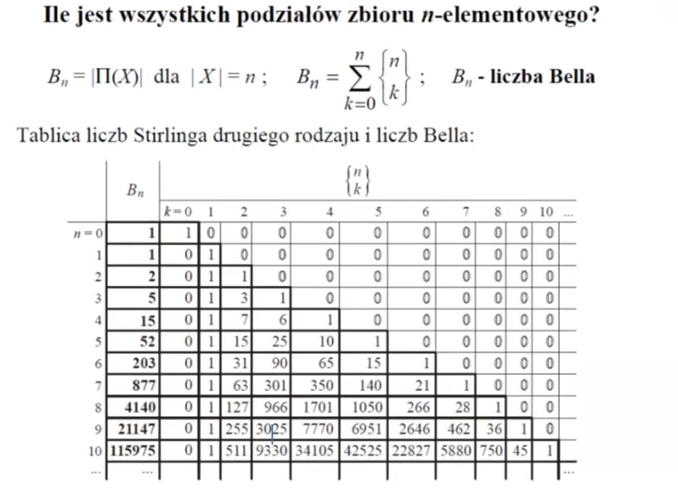 Ile jest wszystkich podziałów zbioru n-elementowego?
B_n = |Π(X)| dla |X| = n ; B_n = ∑_{k=0}^{n} {n k} ; B_n - liczba Bella
Tablica liczb Stirlinga drugiego rodzaju i liczb Bella:
B_n {n k}
k=0 1 2 3 4 5 6 7 8 9 10 ...
n=0 1 1 0 0 0 0 0 0 0 0 0 0
1 1 0 1 0 0 0 0 0 0 0 0 0
2 2 0 1 1 0 0 0 0 0 0 0 0
3 5 0 1 3 1 0 0 0 0 0 0 0
4 15 0 1 7 6 1 0 0 0 0 0 0
5 52 0 1 15 25 10 1 0 0 0 0 0
6 203 0 1 31 90 65 15 1 0 0 0 0
7 877 0 1 63 301 350 140 21 1 0 0 0
8 4140 0 1 127 966 1701 1050 266 28 1 0 0
9 21147 0 1 255 3025 7770 6951 2646 462 36 1 0
10 115975 0 1 511 9330 34105 42525 22827 5880 750 45 1
... ... ...